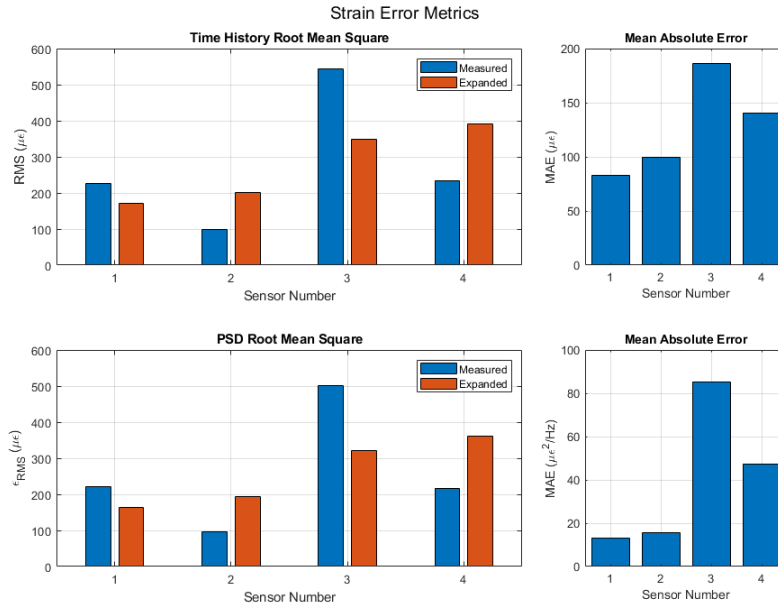 Strain Error Metrics
Time History Root Mean Square
600
500
400
300
200
100
0
RMS (με)
Measured
Expanded
1 2 3 4
Sensor Number
Mean Absolute Error
200
150
100
50
0
MAE (με)
1 2 3 4
Sensor Number
PSD Root Mean Square
600
500
400
300
200
100
0
ϵRMS (με)
Measured
Expanded
1 2 3 4
Sensor Number
Mean Absolute Error
100
80
60
40
20
0
MAE (με²/Hz)
1 2 3 4
Sensor Number